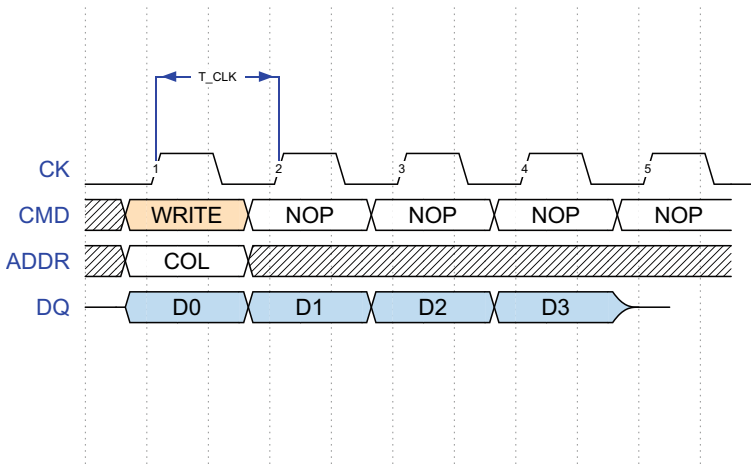 T_CLK
CK 1 2 3 4 5
CMD WRITE NOP NOP NOP NOP
ADDR COL
DQ D0 D1 D2 D3